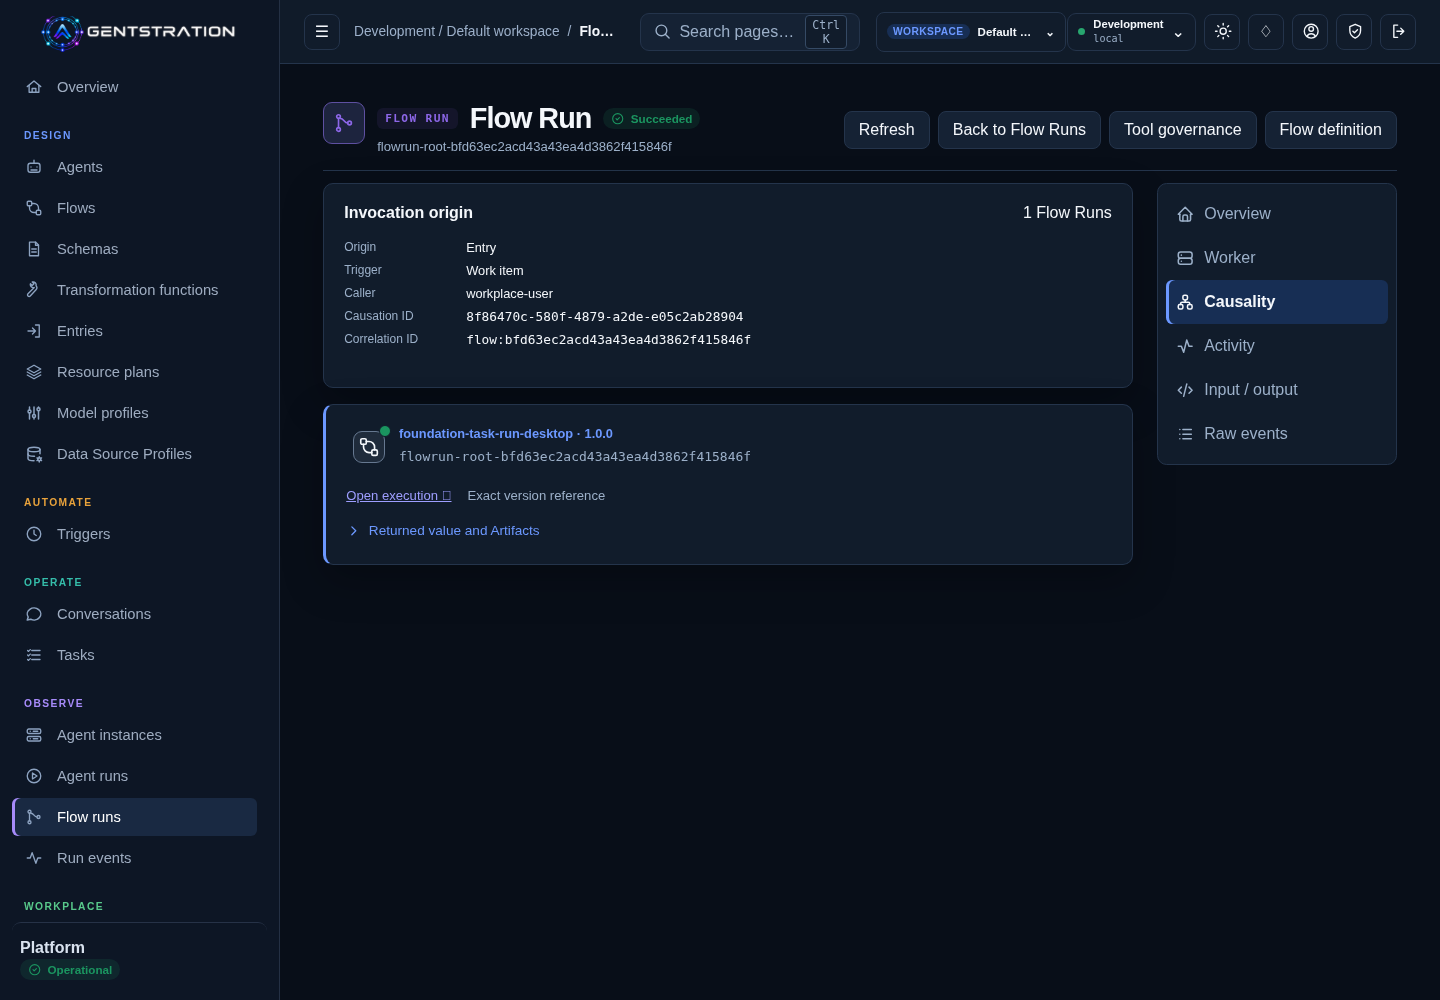 GENTSTRATION
Overview
DESIGN
Agents
Flows
Schemas
Transformation functions
Entries
Resource plans
Model profiles
Data Source Profiles
AUTOMATE
Triggers
OPERATE
Conversations
Tasks
OBSERVE
Agent instances
Agent runs
Flow runs
Run events
WORKPLACE
Platform
Operational
Development / Default workspace / Flo…
Search pages… Ctrl K
WORKSPACE Default …
Development
local
FLOW RUN Flow Run Succeeded
flowrun-root-bfd63ec2acd43a43ea4d3862f415846f
Refresh Back to Flow Runs Tool governance Flow definition
Invocation origin 1 Flow Runs
Origin Entry
Trigger Work item
Caller workplace-user
Causation ID 8f86470c-580f-4879-a2de-e05c2ab28904
Correlation ID flow:bfd63ec2acd43a43ea4d3862f415846f
foundation-task-run-desktop · 1.0.0
flowrun-root-bfd63ec2acd43a43ea4d3862f415846f
Open execution Exact version reference
Returned value and Artifacts
Overview
Worker
Causality
Activity
Input / output
Raw events